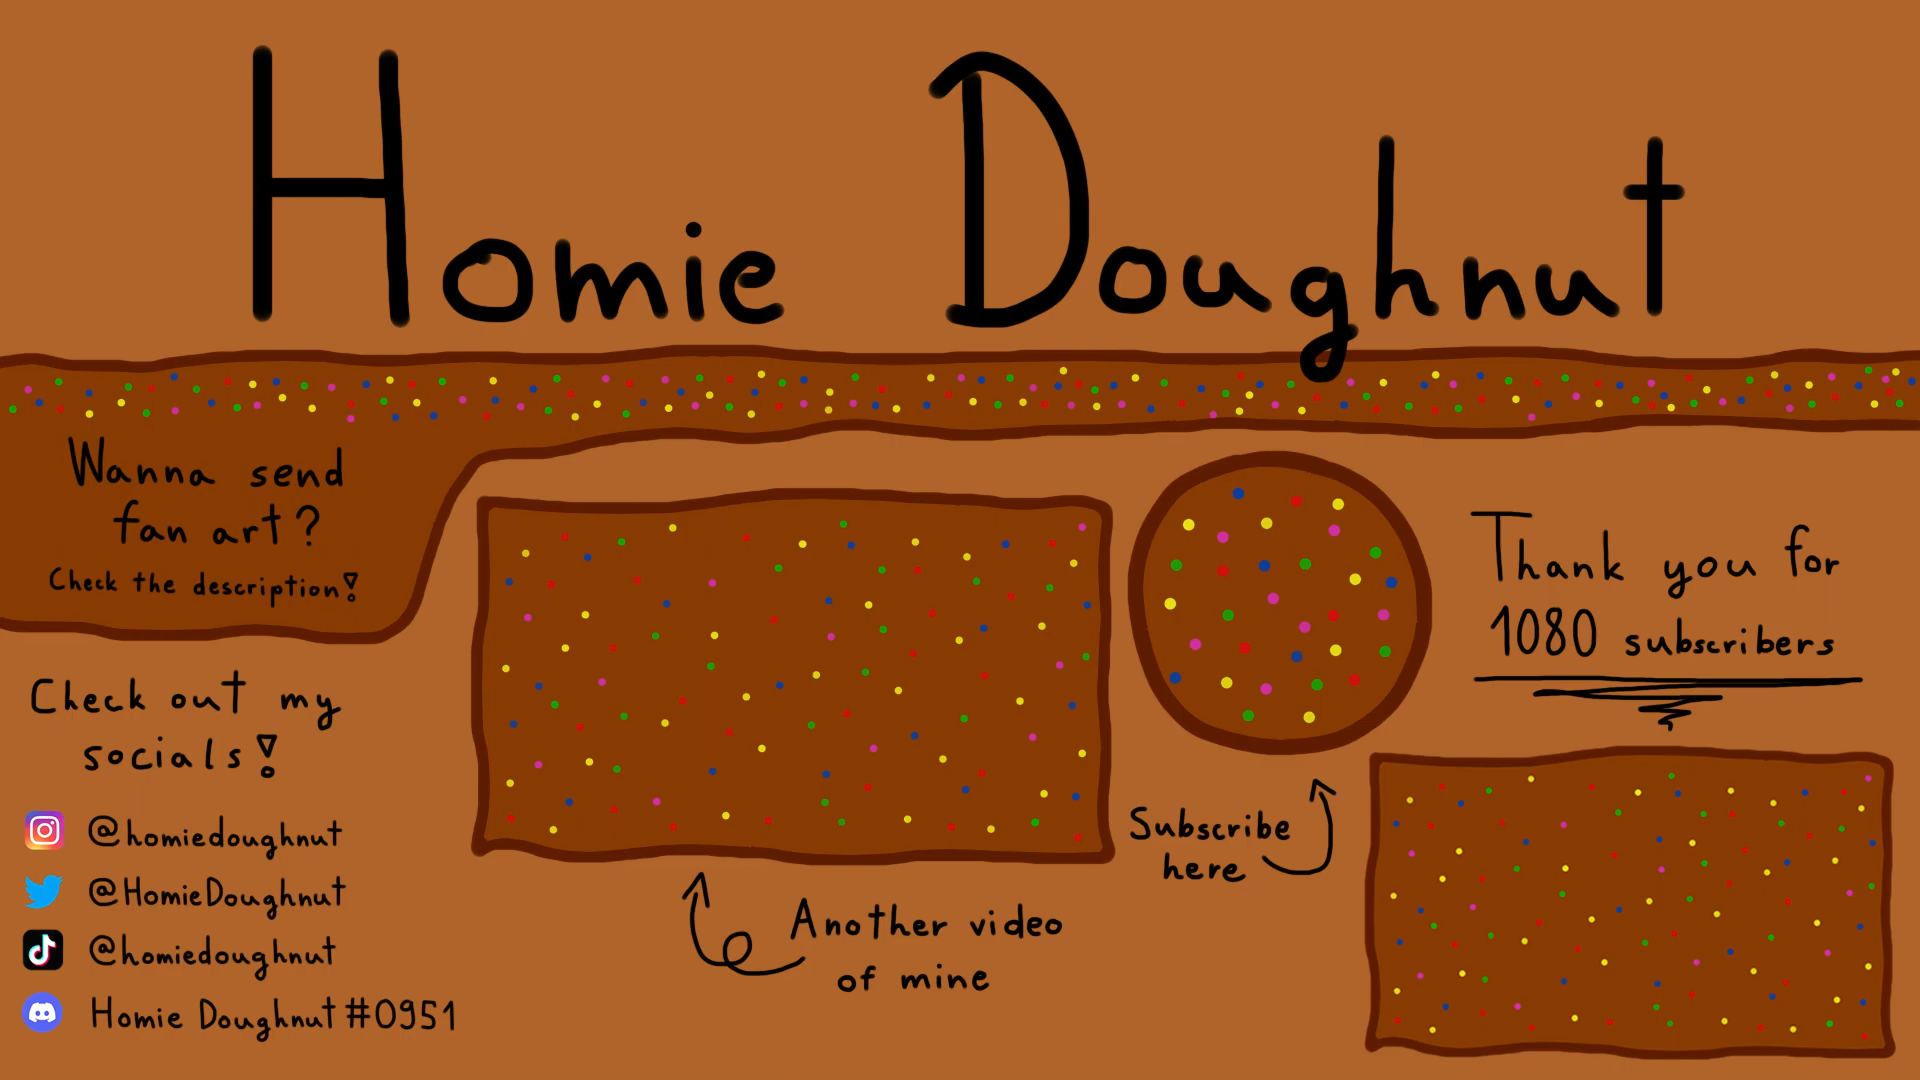 Homie Doughnut
Wanna send
fan art?
Check the description!
Check out my
socials!
@homiedoughnut
@HomieDoughnut
@homiedoughnut
Homie Doughnut#0951
Another video
of mine
Subscribe
here
Thank you for
1080 subscribers